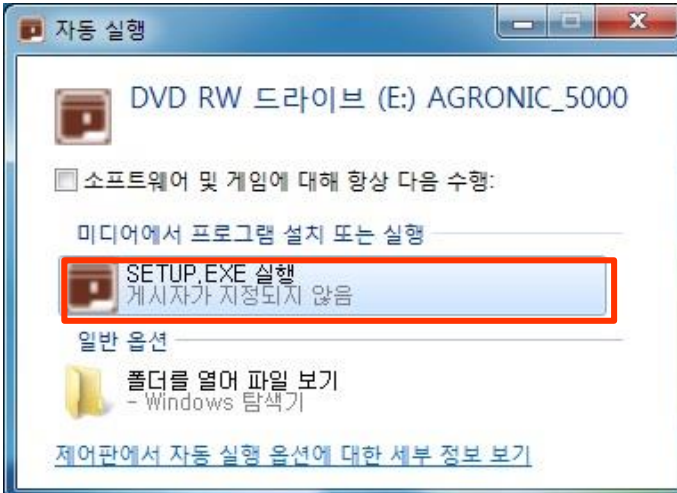 자동 실행
DVD RW 드라이브 (E:) AGRONIC_5000
소프트웨어 및 게임에 대해 항상 다음 수행:
미디어에서 프로그램 설치 또는 실행
SETUP.EXE 실행
게시자가 지정되지 않음
일반 옵션
폴더를 열어 파일 보기
- Windows 탐색기
제어판에서 자동 실행 옵션에 대한 세부 정보 보기